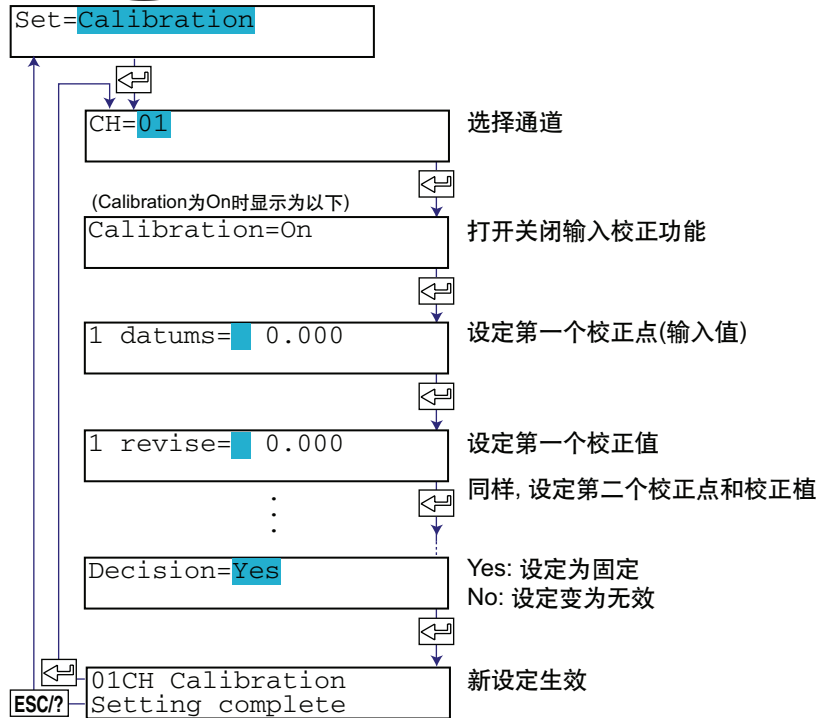 Set=Calibration
CH=01
选择通道
(Calibration为On时显示为以下)
Calibration=On
打开关闭输入校正功能
1 datums= 0.000
设定第一个校正点(输入值)
1 revise= 0.000
设定第一个校正值
同样, 设定第二个校正点和校正植
Decision=Yes
Yes: 设定为固定
No: 设定变为无效
01CH Calibration
Setting complete
新设定生效
ESC/?